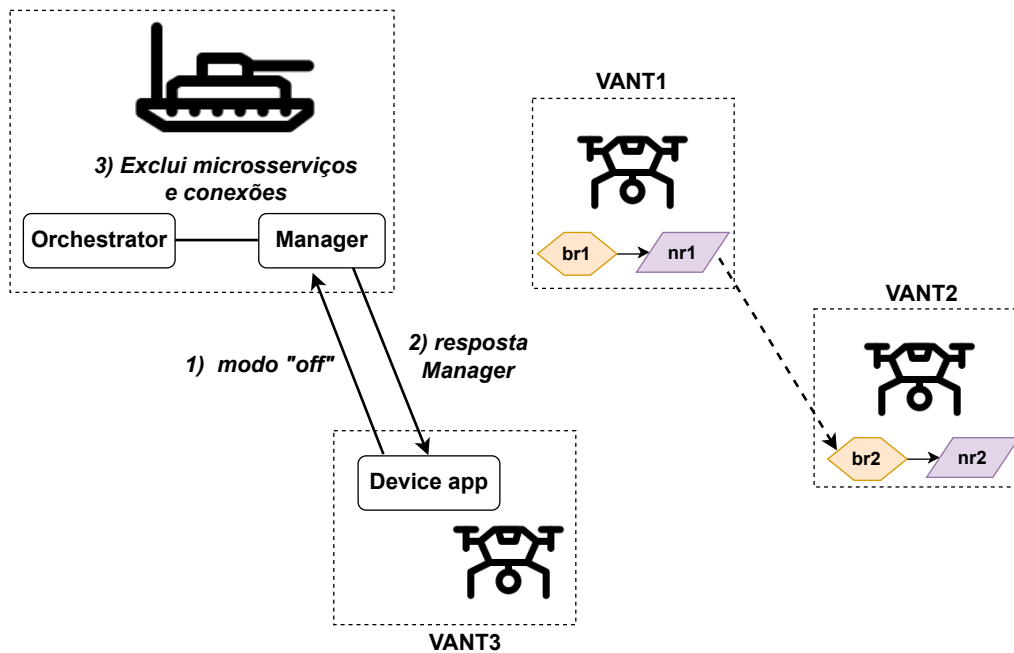 VANT1
3) Exclui microsserviços
e conexões
Orchestrator
Manager
br1
nr1
VANT2
1) modo "off"
2) resposta
Manager
br2
nr2
Device app
VANT3